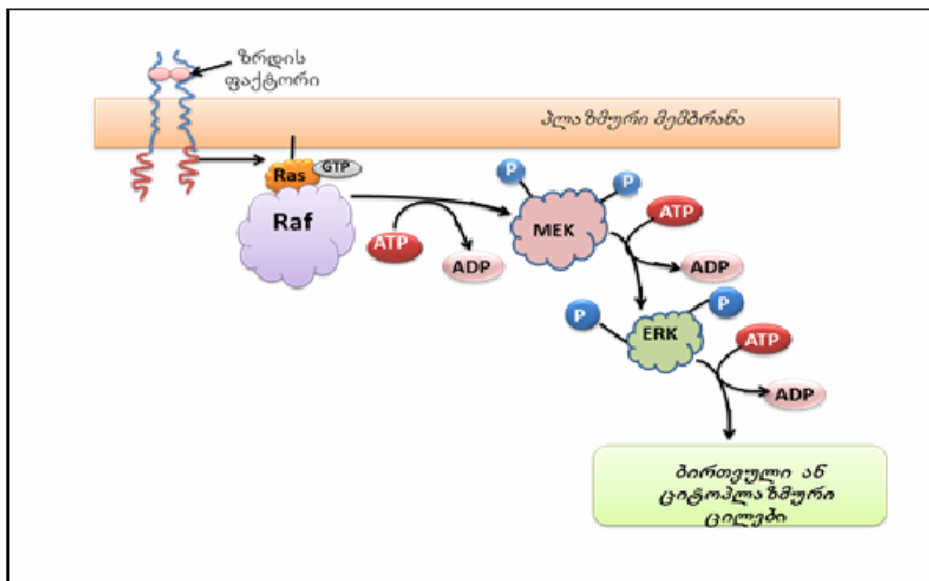 ზრდის
ფაქტორი
პლაზმური მემბრანა
Ras
GTP
Raf
ATP
ADP
P
P
MEK
ATP
ADP
P
P
ERK
ATP
ADP
ბირთვული ან
ციტოპლაზმური
ცილები